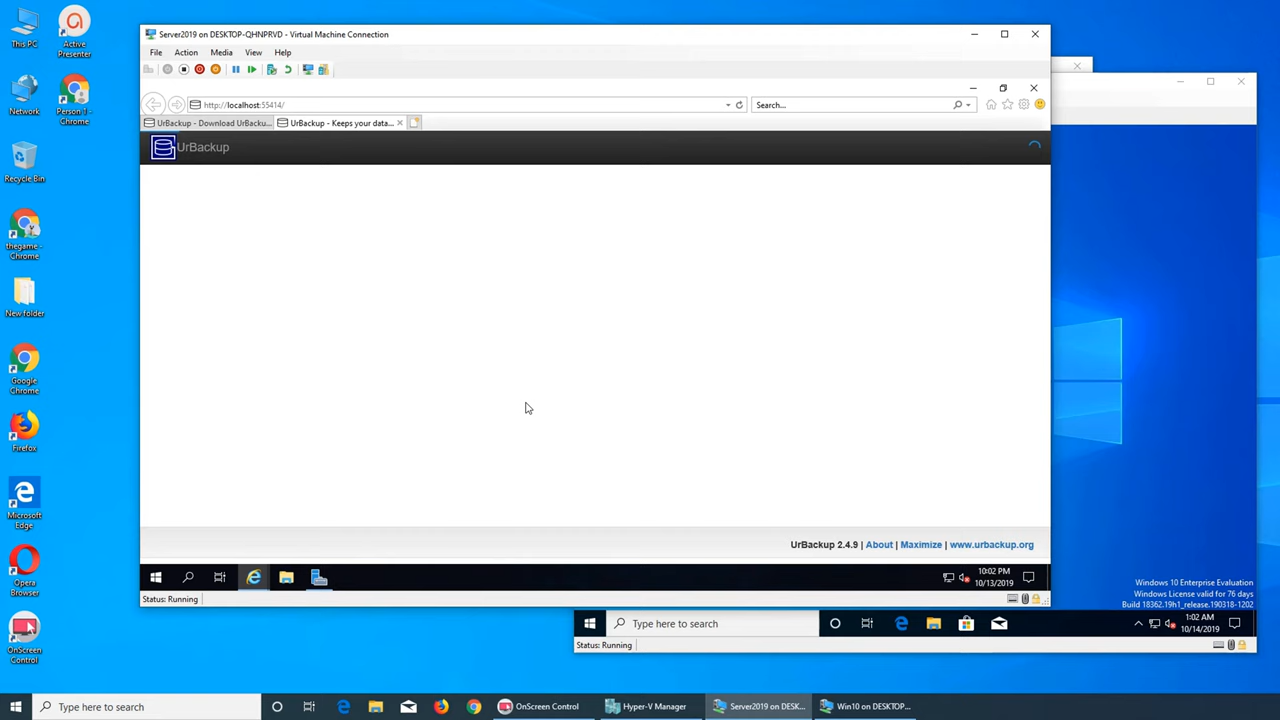 This PC
Active
Presenter
Network
Person 1 -
Chrome
Recycle Bin
thegame -
Chrome
New folder
Google
Chrome
Firefox
Microsoft
Edge
Opera
Browser
OnScreen
Control
Server2019 on DESKTOP-QHNPRVD - Virtual Machine Connection
File Action Media View Help
http://localhost:55414/
Search...
UrBackup - Download UrBacku...
UrBackup - Keeps your data...
UrBackup
UrBackup 2.4.9 | About | Maximize | www.urbackup.org
10:02 PM
10/13/2019
Status: Running
Windows 10 Enterprise Evaluation
Windows License valid for 76 days
Build 18362.19h1_release.190318-1202
Type here to search
1:02 AM
10/14/2019
Status: Running
Type here to search
OnScreen Control
Hyper-V Manager
Server2019 on DESK...
Win10 on DESKTOP...